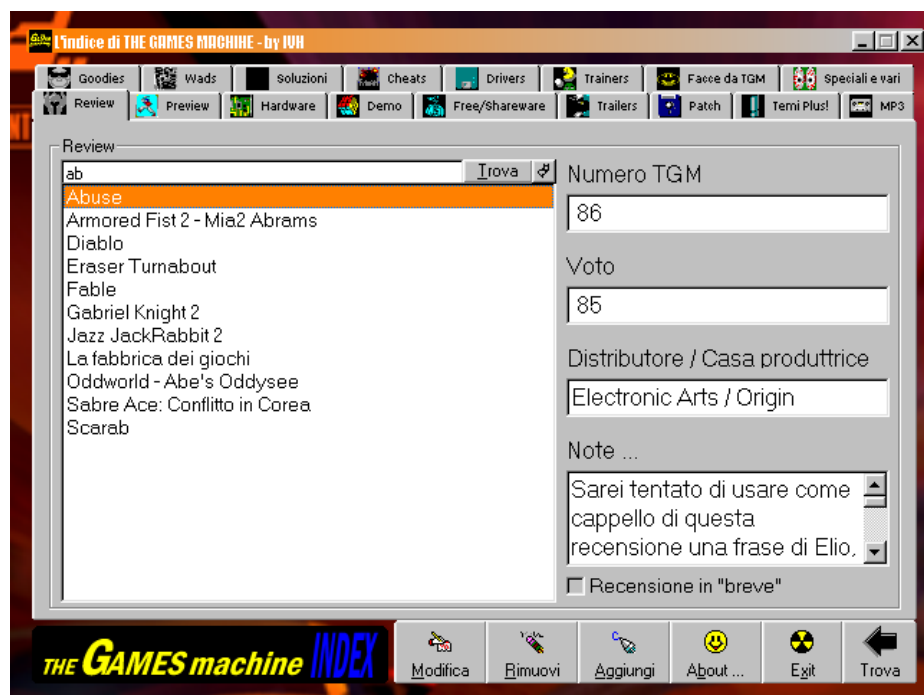 L'indice di THE GAMES MACHINE - by IVH
Goodies Wads Soluzioni Cheats Drivers Trainers Facce da TGM Speciali e vari
Review Preview Hardware Demo Free/Shareware Trailers Patch Temi Plus! MP3
Review
ab Trova
Numero TGM
Abuse
Armored Fist 2 - Mia2 Abrams
Diablo
Eraser Turnabout
Fable
Gabriel Knight 2
Jazz JackRabbit 2
La fabbrica dei giochi
Oddworld - Abe's Oddysee
Sabre Ace: Conflitto in Corea
Scarab
86
Voto
85
Distributore / Casa produttrice
Electronic Arts / Origin
Note ...
Sarei tentato di usare come
cappello di questa
recensione una frase di Elio,
Recensione in "breve"
THE GAMES machine INDEX
Modifica Rimuovi Aggiungi About ... Exit Trova